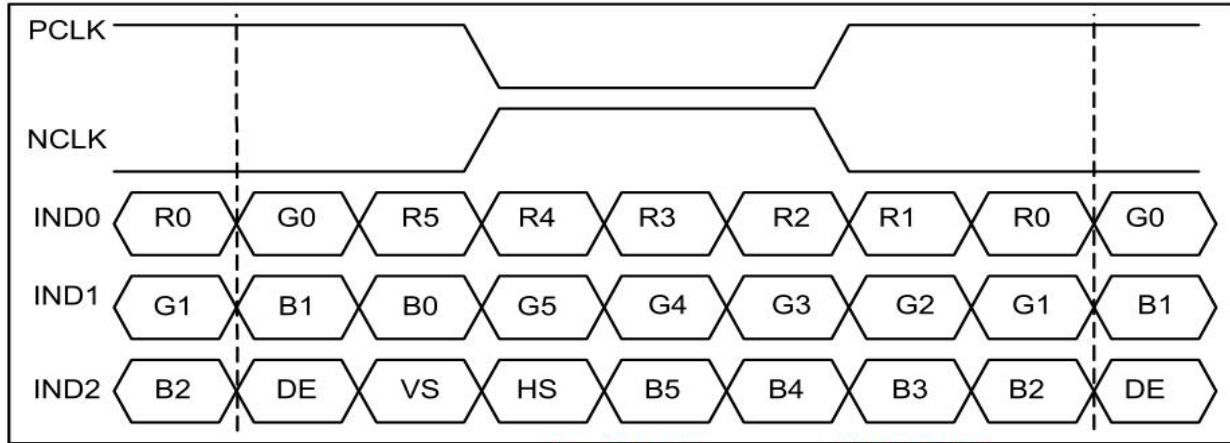 PCLK
NCLK
IND0 R0 G0 R5 R4 R3 R2 R1 R0 G0
IND1 G1 B1 B0 G5 G4 G3 G2 G1 B1
IND2 B2 DE VS HS B5 B4 B3 B2 DE